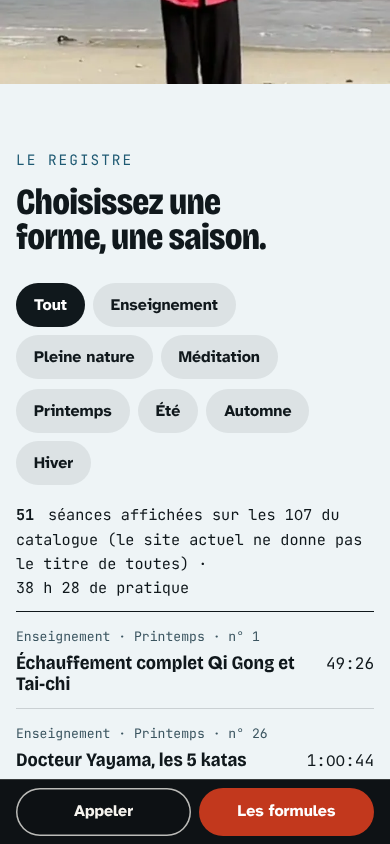 LE REGISTRE
Choisissez une
forme, une saison.
Tout
Enseignement
Pleine nature
Méditation
Printemps
Été
Automne
Hiver
51 séances affichées sur les 107 du
catalogue (le site actuel ne donne pas
le titre de toutes) ·
38 h 28 de pratique
Enseignement · Printemps · n° 1
Échauffement complet Qi Gong et
Tai-chi
49:26
Enseignement · Printemps · n° 26
Docteur Yayama, les 5 katas
1:00:44
Appeler
Les formules